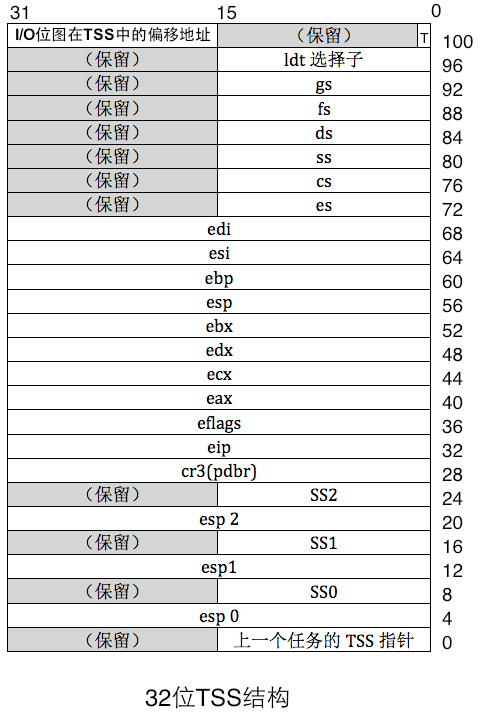 31 15 0
I/O位图在TSS中的偏移地址 （保留） T 100
（保留） ldt 选择子 96
（保留） gs 92
（保留） fs 88
（保留） ds 84
（保留） ss 80
（保留） cs 76
（保留） es 72
edi 68
esi 64
ebp 60
esp 56
ebx 52
edx 48
ecx 44
eax 40
eflags 36
eip 32
cr3(pdbr) 28
（保留） SS2 24
esp 2 20
（保留） SS1 16
esp1 12
（保留） SS0 8
esp 0 4
（保留） 上一个任务的 TSS 指针 0
32位TSS结构